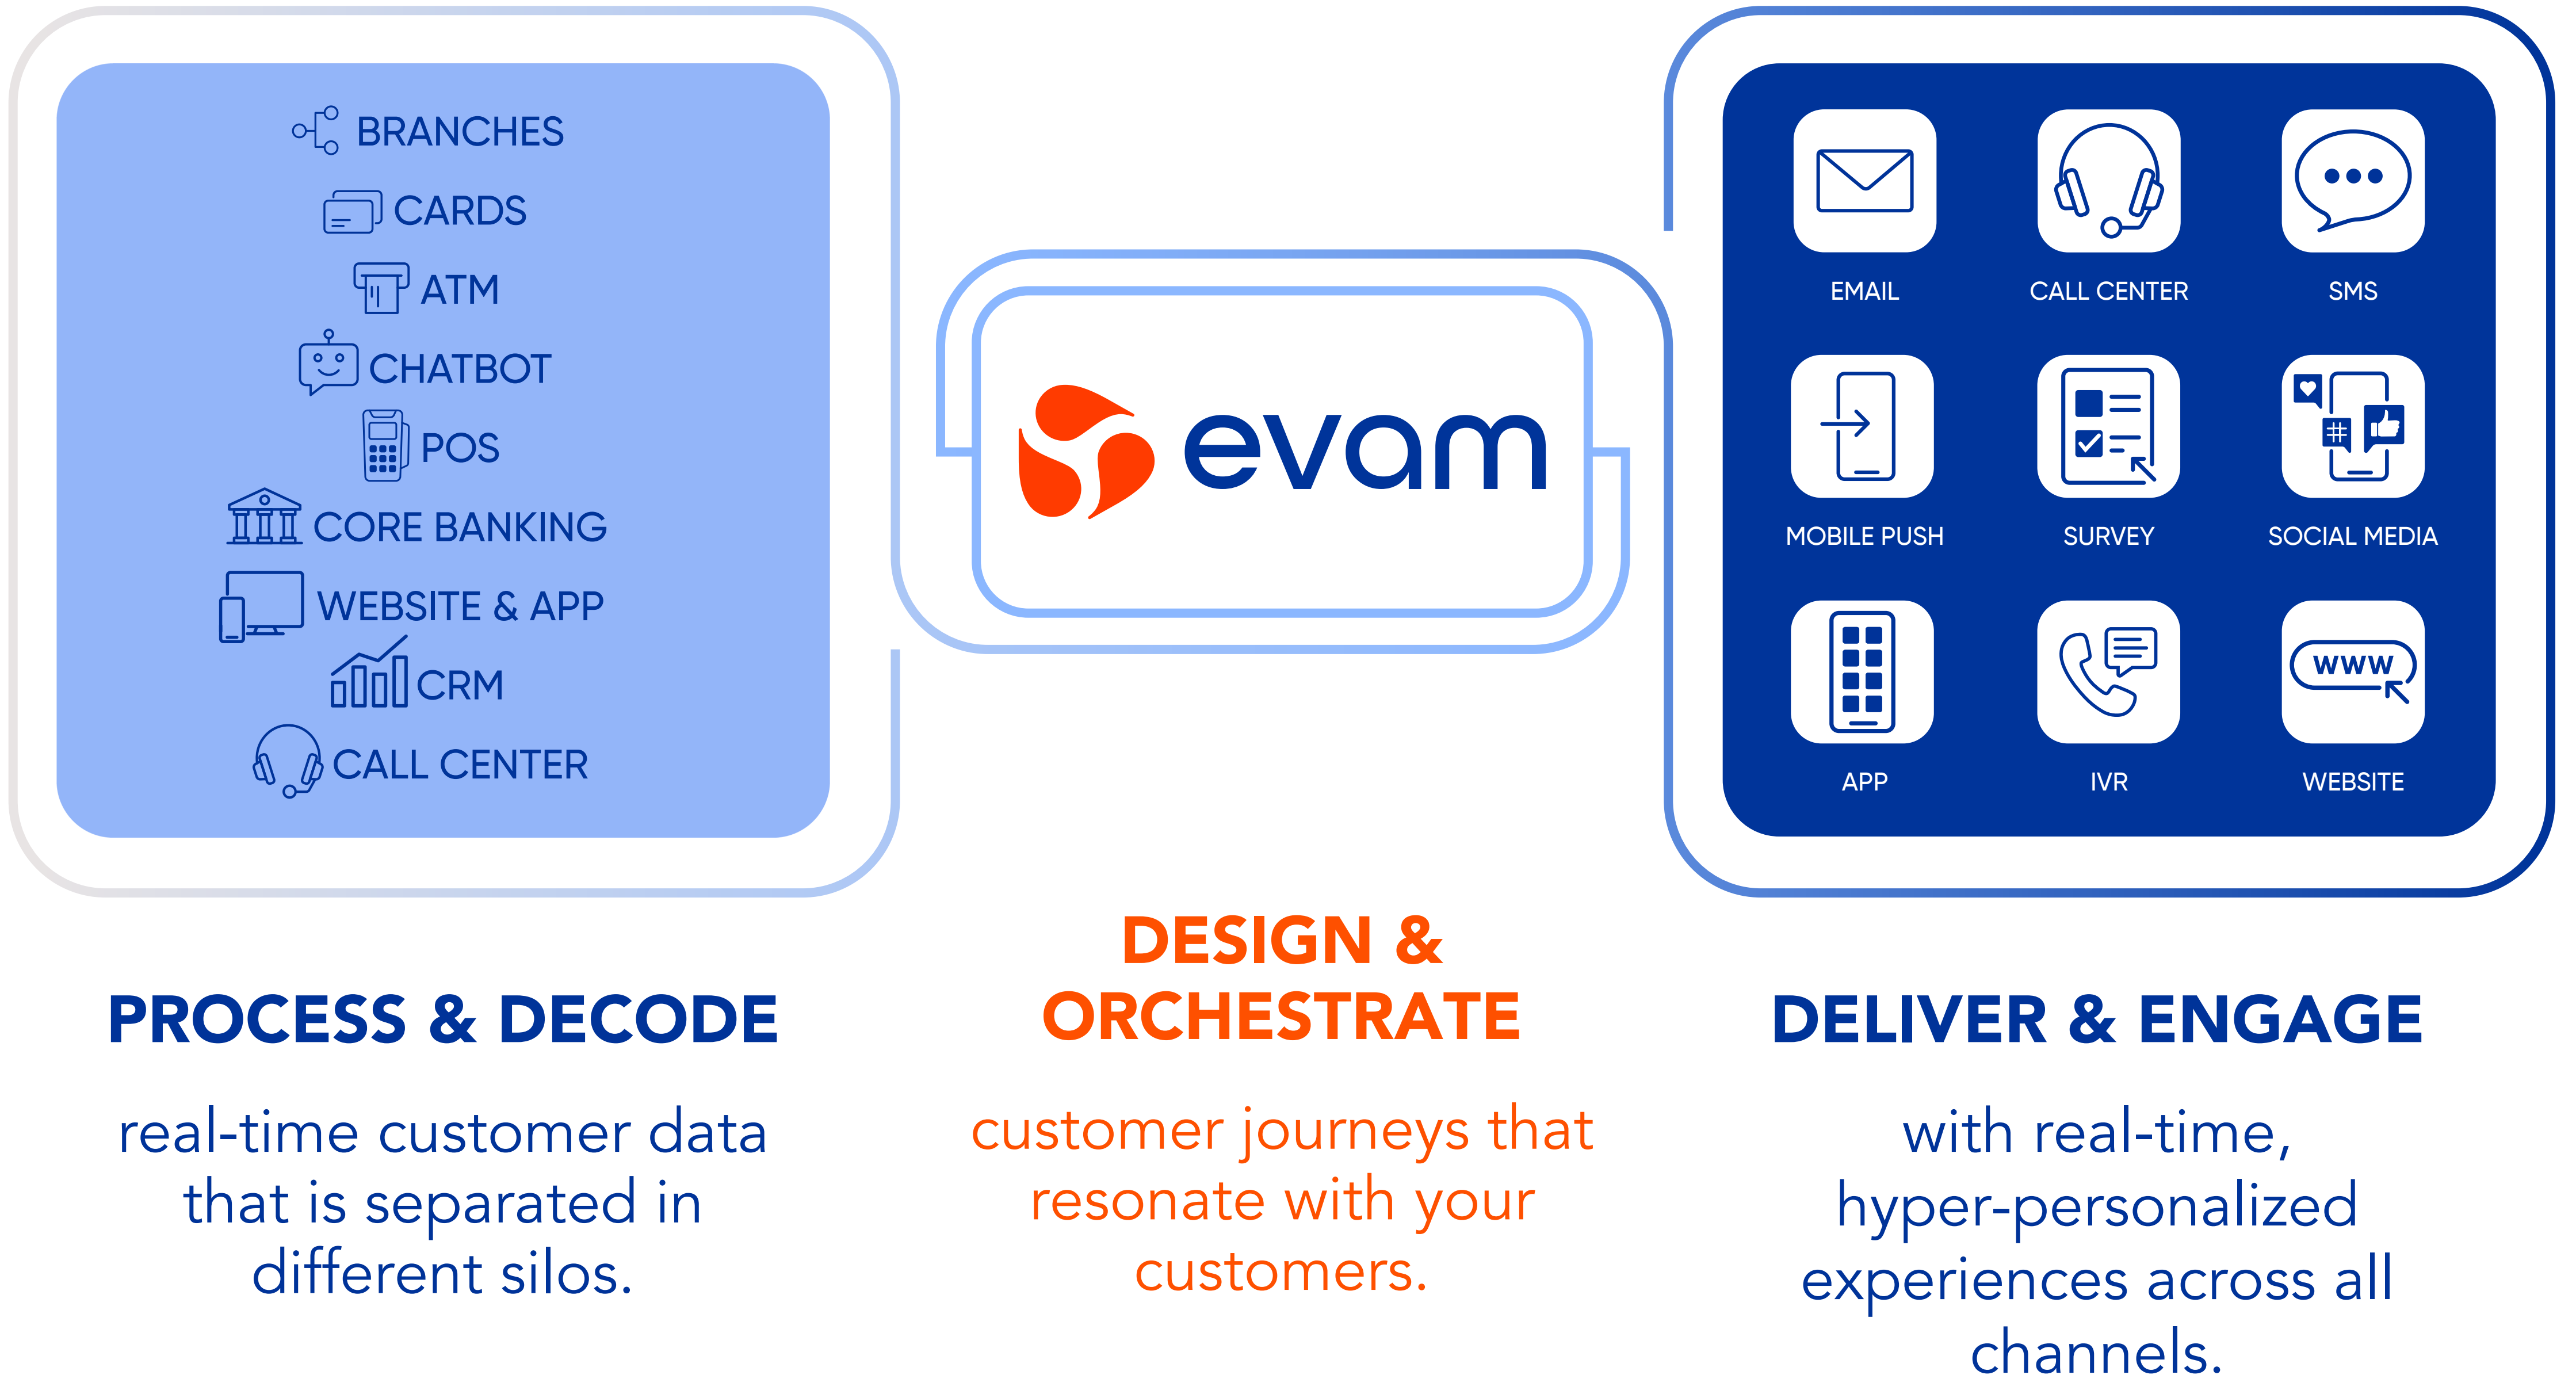 BRANCHES
CARDS
ATM
CHATBOT
POS
CORE BANKING
WEBSITE & APP
CRM
CALL CENTER
evam
EMAIL
CALL CENTER
SMS
MOBILE PUSH
SURVEY
#
SOCIAL MEDIA
APP
IVR
www
WEBSITE
PROCESS & DECODE
real-time customer data
that is separated in
different silos.
DESIGN &
ORCHESTRATE
customer journeys that
resonate with your
customers.
DELIVER & ENGAGE
with real-time,
hyper-personalized
experiences across all
channels.